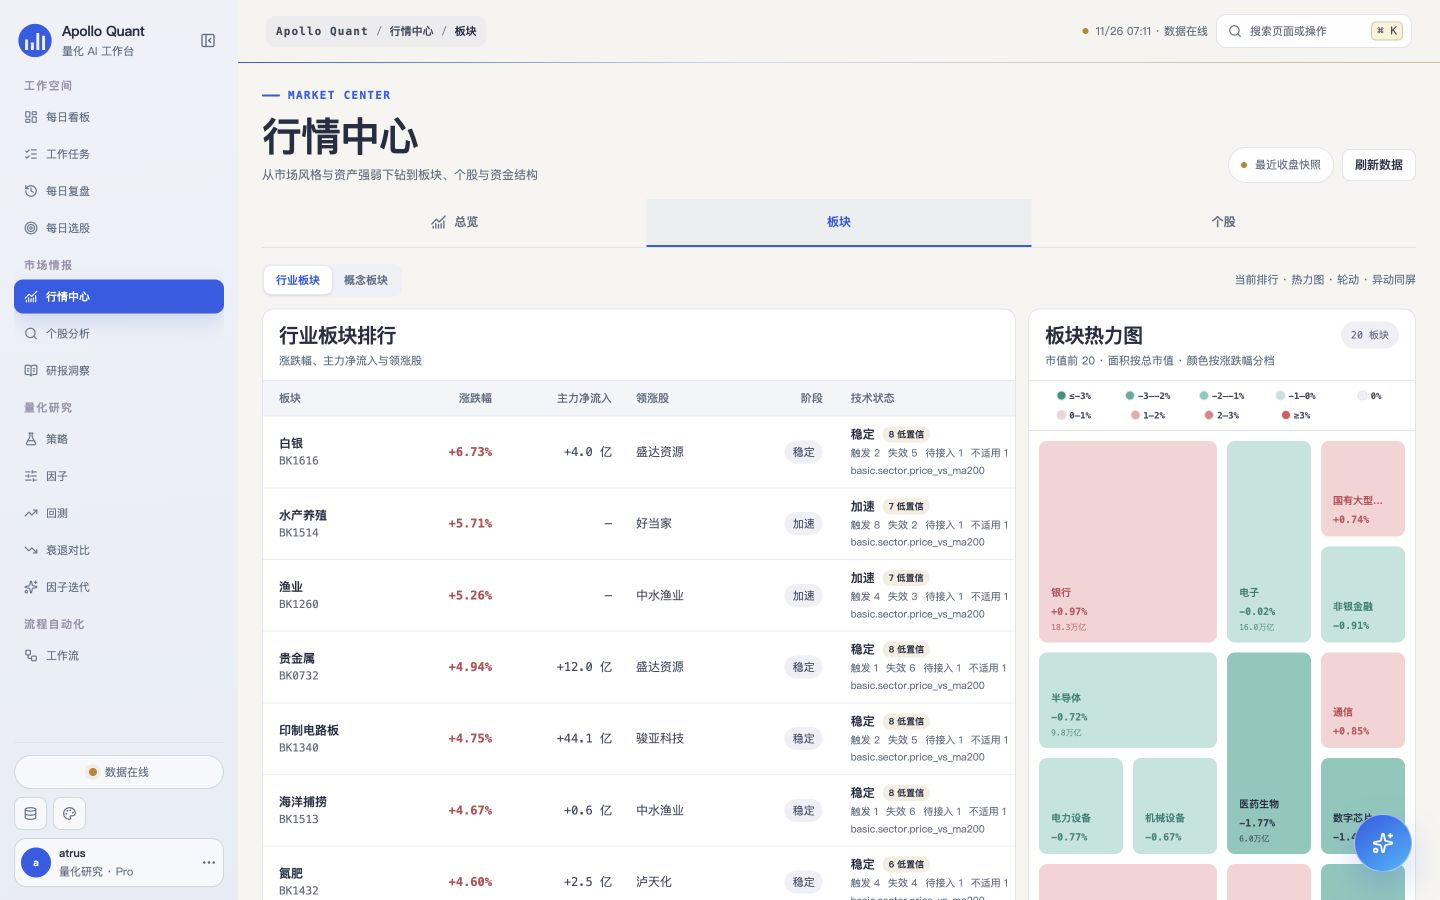 Apollo Quant
量化 AI 工作台
工作空间
每日看板
工作任务
每日复盘
每日选股
市场情报
行情中心
个股分析
研报洞察
量化研究
策略
因子
回测
衰退对比
因子迭代
流程自动化
工作流
数据在线
a
atrus
量化研究 · Pro
Apollo Quant / 行情中心 / 板块
11/26 07:11 · 数据在线
搜索页面或操作
⌘ K
MARKET CENTER
行情中心
从市场风格与资产强弱下钻到板块、个股与资金结构
最近收盘快照
刷新数据
总览
板块
个股
行业板块
概念板块
当前排行 · 热力图 · 轮动 · 异动同屏
行业板块排行
涨跌幅、主力净流入与领涨股
板块 涨跌幅 主力净流入 领涨股 阶段 技术状态
白银 BK1616 +6.73% +4.0 亿 盛达资源 稳定
稳定 8 低置信
触发 2 失效 5 待接入 1 不适用 1
basic.sector.price_vs_ma200
水产养殖 BK1514 +5.71% — 好当家 加速
加速 7 低置信
触发 8 失效 2 待接入 1 不适用 1
basic.sector.price_vs_ma200
渔业 BK1260 +5.26% — 中水渔业 加速
加速 7 低置信
触发 4 失效 3 待接入 1 不适用 1
basic.sector.price_vs_ma200
贵金属 BK0732 +4.94% +12.0 亿 盛达资源 稳定
稳定 8 低置信
触发 1 失效 6 待接入 1 不适用 1
basic.sector.price_vs_ma200
印制电路板 BK1340 +4.75% +44.1 亿 骏亚科技 稳定
稳定 8 低置信
触发 2 失效 5 待接入 1 不适用 1
basic.sector.price_vs_ma200
海洋捕捞 BK1513 +4.67% +0.6 亿 中水渔业 稳定
稳定 8 低置信
触发 1 失效 6 待接入 1 不适用 1
basic.sector.price_vs_ma200
氮肥 BK1432 +4.60% +2.5 亿 泸天化 稳定
稳定 6 低置信
触发 4 失效 4 待接入 1 不适用 1
板块热力图
20 板块
市值前 20 · 面积按总市值 · 颜色按涨跌幅分档
≤-3% -3~-2% -2~-1% -1~0% 0%
0~1% 1~2% 2~3% ≥3%
银行
+0.97%
18.3万亿
电子
-0.02%
16.0万亿
国有大型...
+0.74%
非银金融
-0.91%
半导体
-0.72%
9.8万亿
医药生物
-1.77%
6.0万亿
通信
+0.85%
电力设备
-0.77%
机械设备
-0.67%
数字芯片